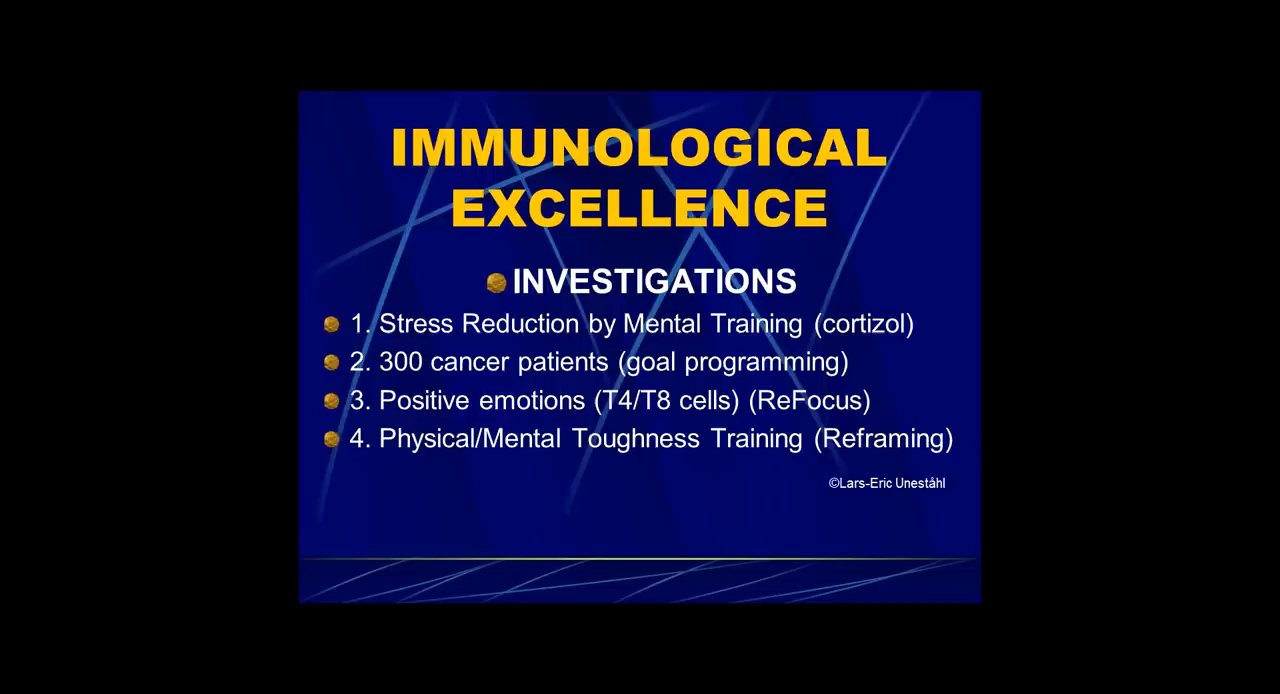 IMMUNOLOGICAL
EXCELLENCE
INVESTIGATIONS
1. Stress Reduction by Mental Training (cortizol)
2. 300 cancer patients (goal programming)
3. Positive emotions (T4/T8 cells) (ReFocus)
4. Physical/Mental Toughness Training (Reframing)
©Lars-Eric Uneståhl